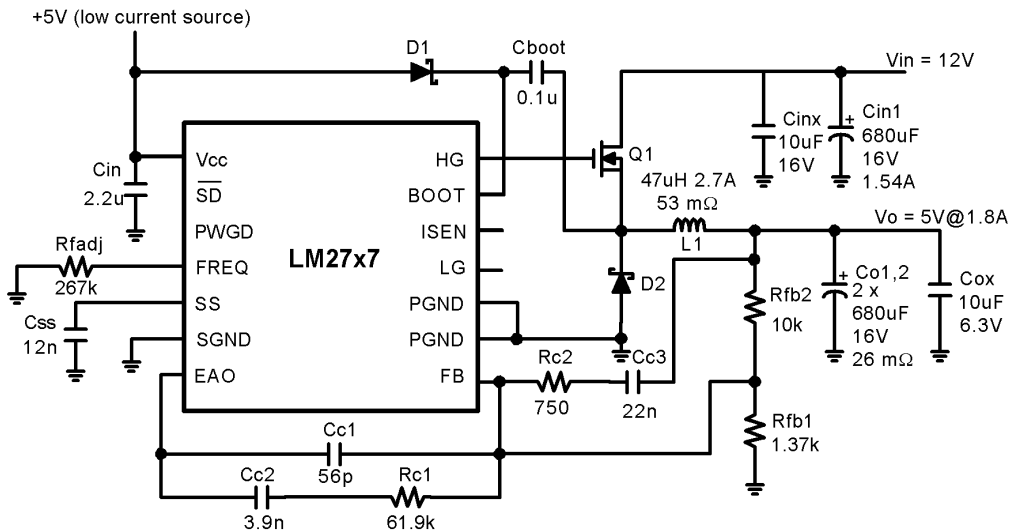 +5V (low current source)
D1
Cboot
0.1u
Vin = 12V
Cinx
10uF
16V
+
Cin1
680uF
16V
1.54A
Cin
2.2u
Vcc
SD
PWGD
FREQ
SS
SGND
EAO
LM27x7
HG
BOOT
ISEN
LG
PGND
PGND
FB
Q1
47uH 2.7A
53 mΩ
L1
Vo = 5V@1.8A
Rfadj
267k
Css
12n
D2
Rfb2
10k
+
Co1,2
2 x
680uF
16V
26 mΩ
Cox
10uF
6.3V
Rc2
750
Cc3
22n
Rfb1
1.37k
Cc1
56p
Cc2
3.9n
Rc1
61.9k